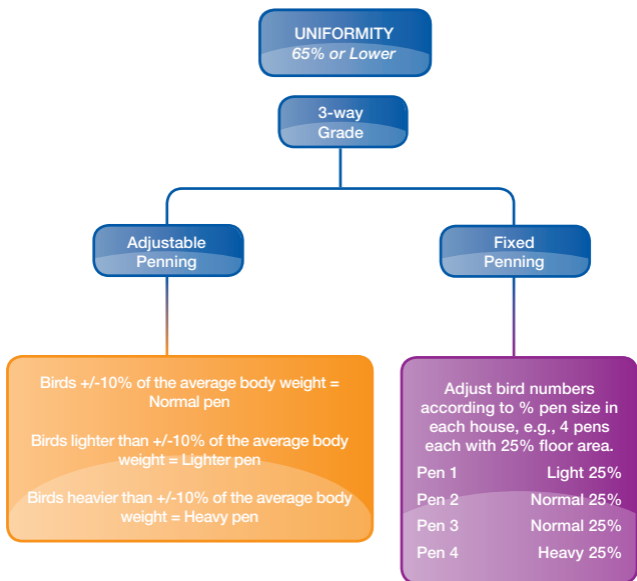 UNIFORMITY
65% or Lower
3-way
Grade
Adjustable
Penning
Fixed
Penning
Birds +/-10% of the average body weight =
Normal pen
Birds lighter than +/-10% of the average body
weight = Lighter pen
Birds heavier than +/-10% of the average body
weight = Heavy pen
Adjust bird numbers
according to % pen size in
each house, e.g., 4 pens
each with 25% floor area.
Pen 1 Light 25%
Pen 2 Normal 25%
Pen 3 Normal 25%
Pen 4 Heavy 25%